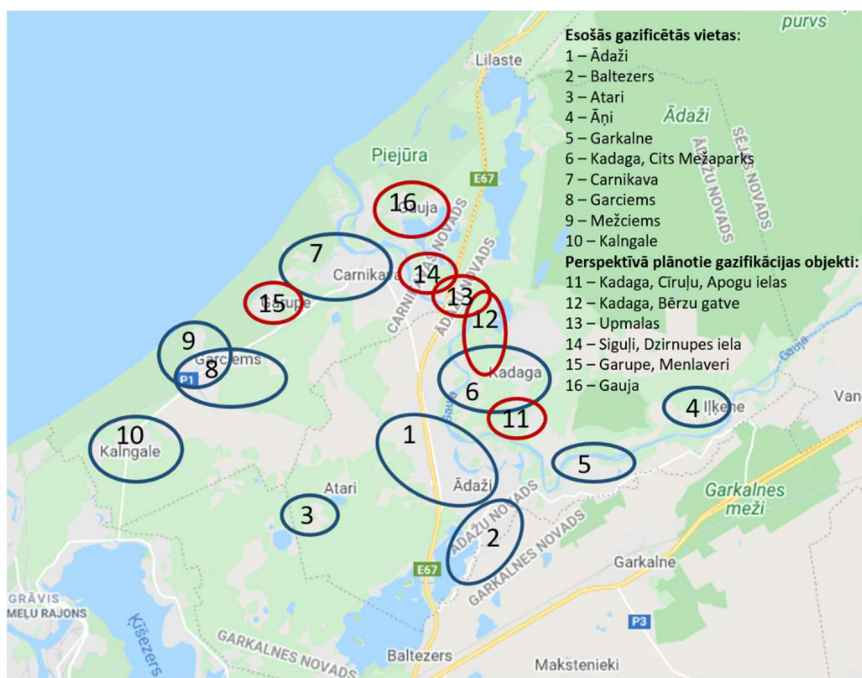 purvs
Esošās gazificētās vietas:
1 – Ādaži
2 – Baltezers
3 – Atari
4 – Āņi
5 – Garkalne
6 – Kadaga, Cits Mežaparks
7 – Carnikava
8 – Garciems
9 – Mežciems
10 – Kalngale
Perspektīvā plānotie gazifikācijas objekti:
11 – Kadaga, Cīruļu, Apogu ielas
12 – Kadaga, Bērzu gatve
13 – Upmalas
14 – Siguļi, Dzirnupes iela
15 – Garupe, Menlaveri
16 – Gauja
Lilaste
Ādaži
SĒJAS NOVADS
ĀDAŽU NOVADS
Piejūra
E67
16
Gauja
CARNIKAVAS NOVADS
ĀDAŽU NOVADS
7
Carnikava
14
13
15
Garupe
12
9
Garciems
P1
8
Kadaga
6
Gauja
Gauja
11
4
Iļķene
Van
10
Kalngale
1
Ādaži
5
Atari
3
Garkalnes
meži
ĀDAŽU NOVADS
2
GARKALNES NOVADS
E67
Garkalne
GRĀVIS
MEĻU RAJONS
Ķīšezers
P3
GARKALNES NOVADS
Baltezers
Makstenieki